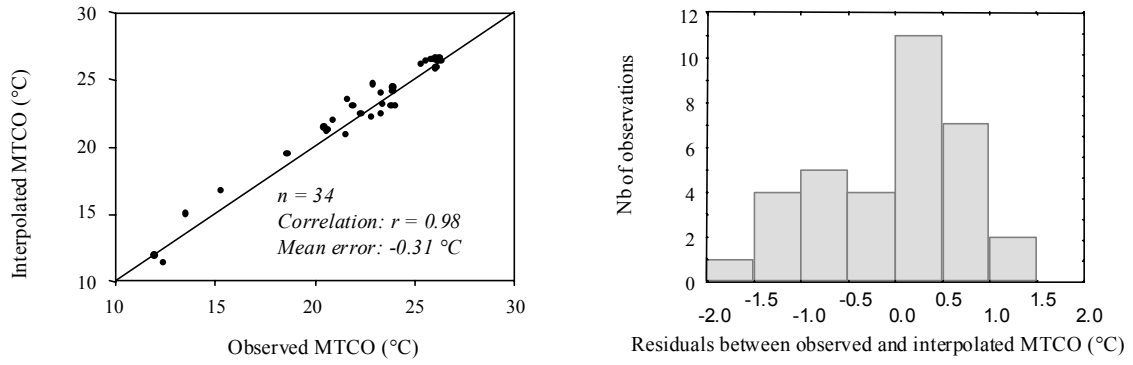 30
25
20
15
10
Interpolated MTCO (°C)
n = 34
Correlation: r = 0.98
Mean error: -0.31 °C
10 15 20 25 30
Observed MTCO (°C)
12
10
8
6
4
2
0
Nb of observations
-1.5 -0.5 0.5 1.5
-2.0 -1.0 0.0 1.0 2.0
Residuals between observed and interpolated MTCO (°C)